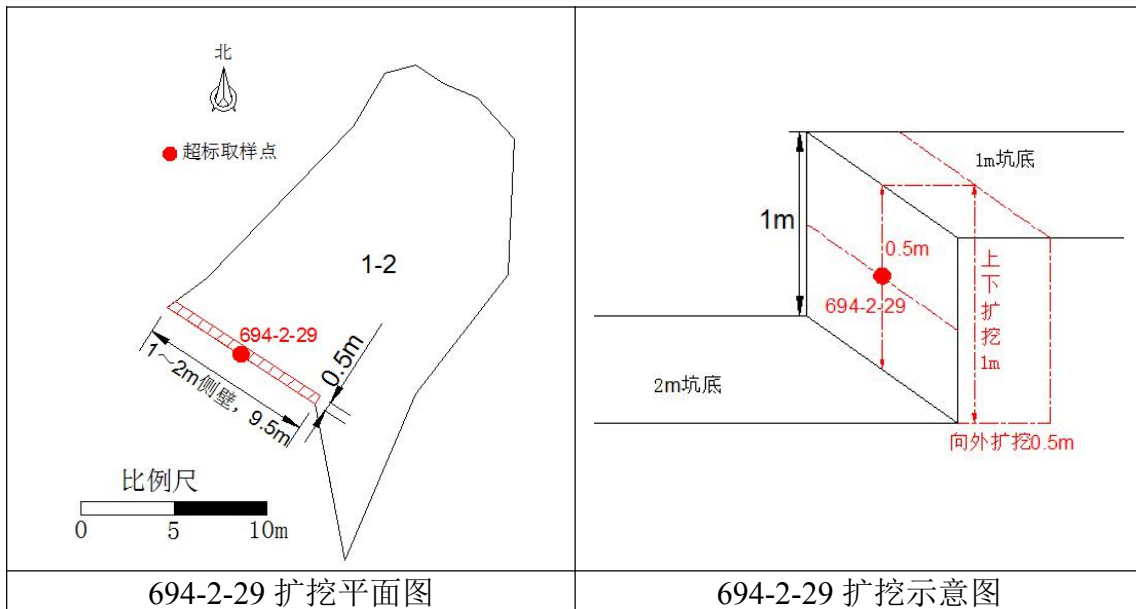 北
超标取样点
1-2
694-2-29
1～2m侧壁，9.5m
0.5m
比例尺
0 5 10m
694-2-29 扩挖平面图
1m坑底
1m
0.5m
694-2-29
上下扩挖1m
2m坑底
向外扩挖0.5m
694-2-29 扩挖示意图